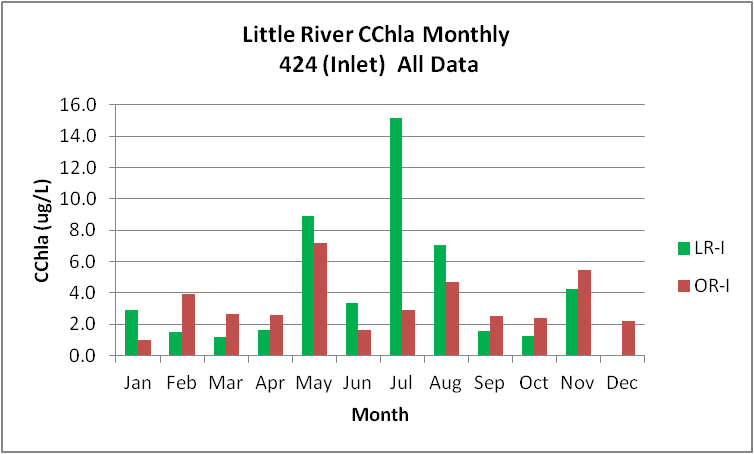 Little River CChla Monthly
424 (Inlet)  All Data
CChla (ug/L)
16.0
14.0
12.0
10.0
8.0
6.0
4.0
2.0
0.0
Jan Feb Mar Apr May Jun Jul Aug Sep Oct Nov Dec
Month
LR-I
OR-I